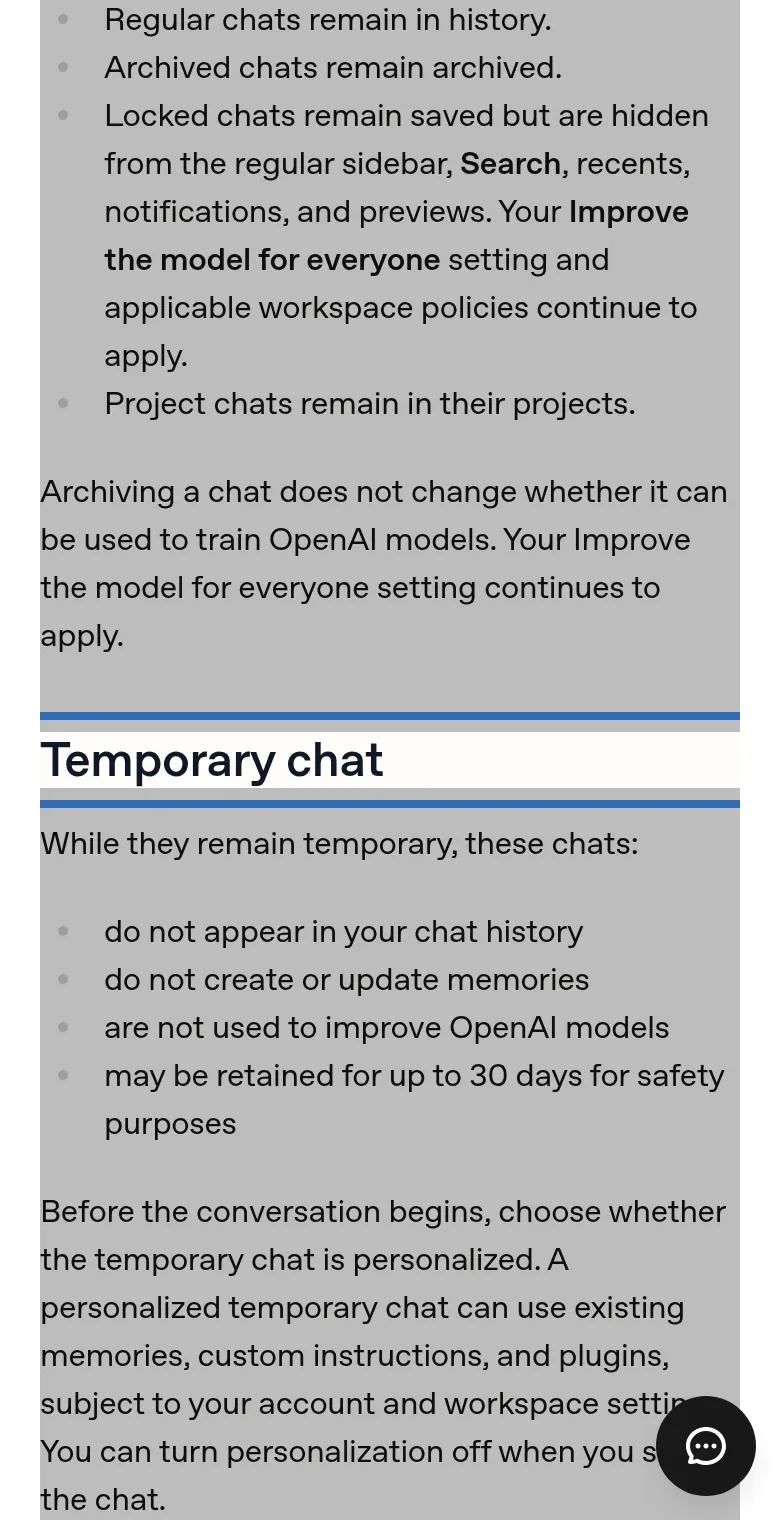 Regular chats remain in history.
Archived chats remain archived.
Locked chats remain saved but are hidden
from the regular sidebar, Search, recents,
notifications, and previews. Your Improve
the model for everyone setting and
applicable workspace policies continue to
apply.
Project chats remain in their projects.
Archiving a chat does not change whether it can
be used to train OpenAI models. Your Improve
the model for everyone setting continues to
apply.
Temporary chat
While they remain temporary, these chats:
do not appear in your chat history
do not create or update memories
are not used to improve OpenAI models
may be retained for up to 30 days for safety
purposes
Before the conversation begins, choose whether
the temporary chat is personalized. A
personalized temporary chat can use existing
memories, custom instructions, and plugins,
subject to your account and workspace
You can turn personalization off when you
the chat.